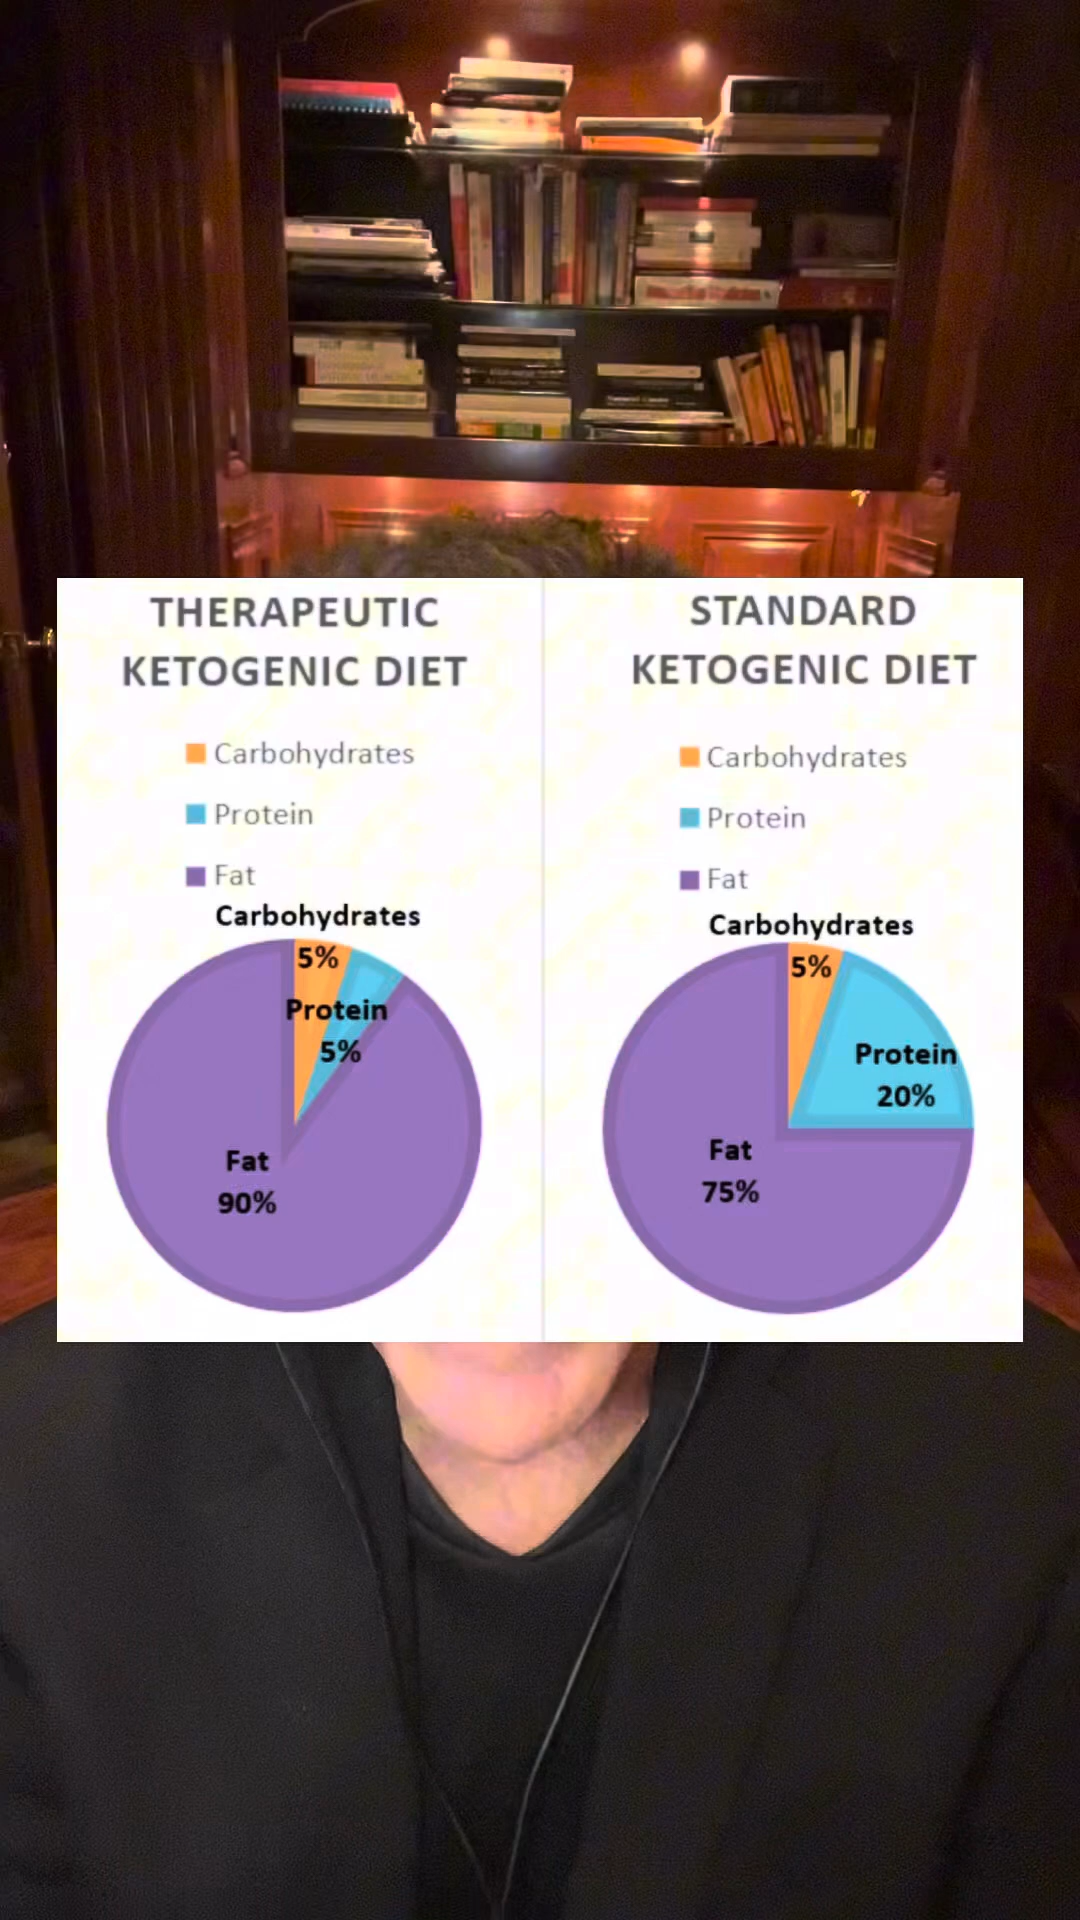 THERAPEUTIC
KETOGENIC DIET
Carbohydrates
Protein
Fat
Carbohydrates
5%
Protein
5%
Fat
90%
STANDARD
KETOGENIC DIET
Carbohydrates
Protein
Fat
Carbohydrates
5%
Protein
20%
Fat
75%